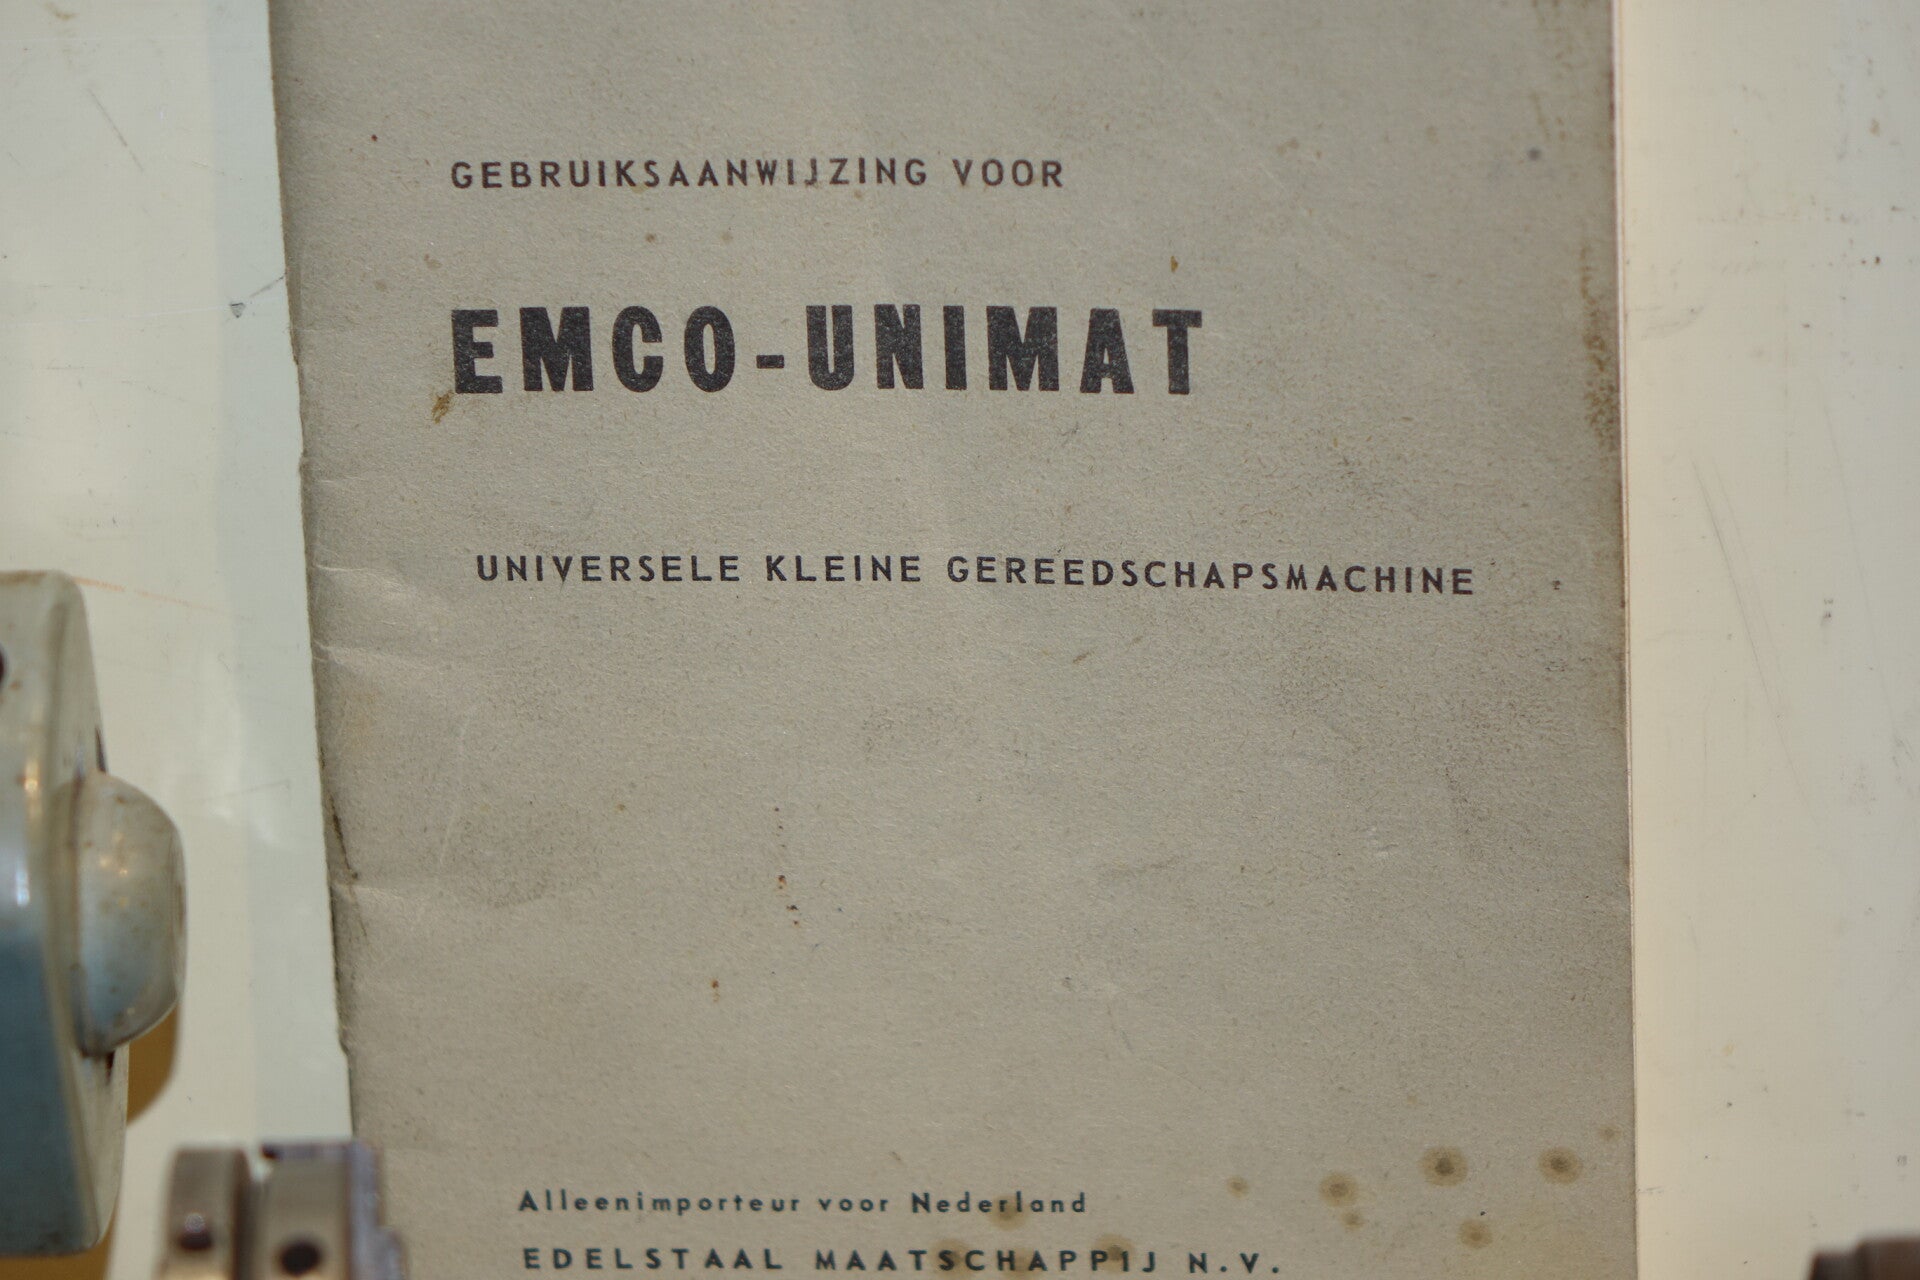 GEBRUIKSAANWIJZING VOOR
EMCO-UNIMAT
UNIVERSELE KLEINE GEREEDSCHAPSMACHINE
Alleenimporteur voor Nederland
EDELSTAAL MAATSCHAPPIJ N.V.